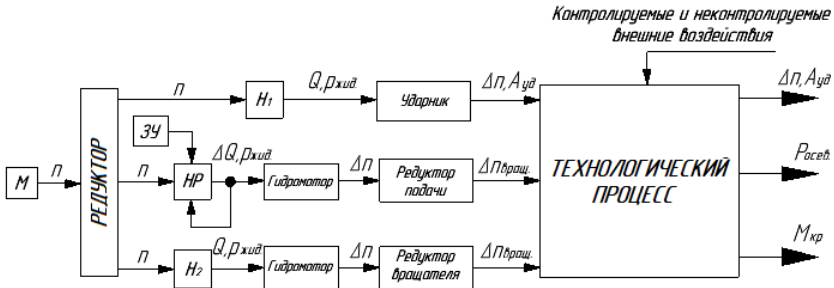 Контролируемые и неконтролируемые
внешние воздействия
n
Н1
Q,pжид.
Ударник
Δn,Aуд
Δn,Aуд
ЗУ
М
n
РЕДУКТОР
n
НР
ΔQ,pжид.
Гидромотор
Δn
Редуктор
подачи
Δnвращ.
ТЕХНОЛОГИЧЕСКИЙ
ПРОЦЕСС
Pосев.
n
Н2
Q,pжид.
Гидромотор
Δn
Редуктор
вращателя
Δnвращ.
Mкр